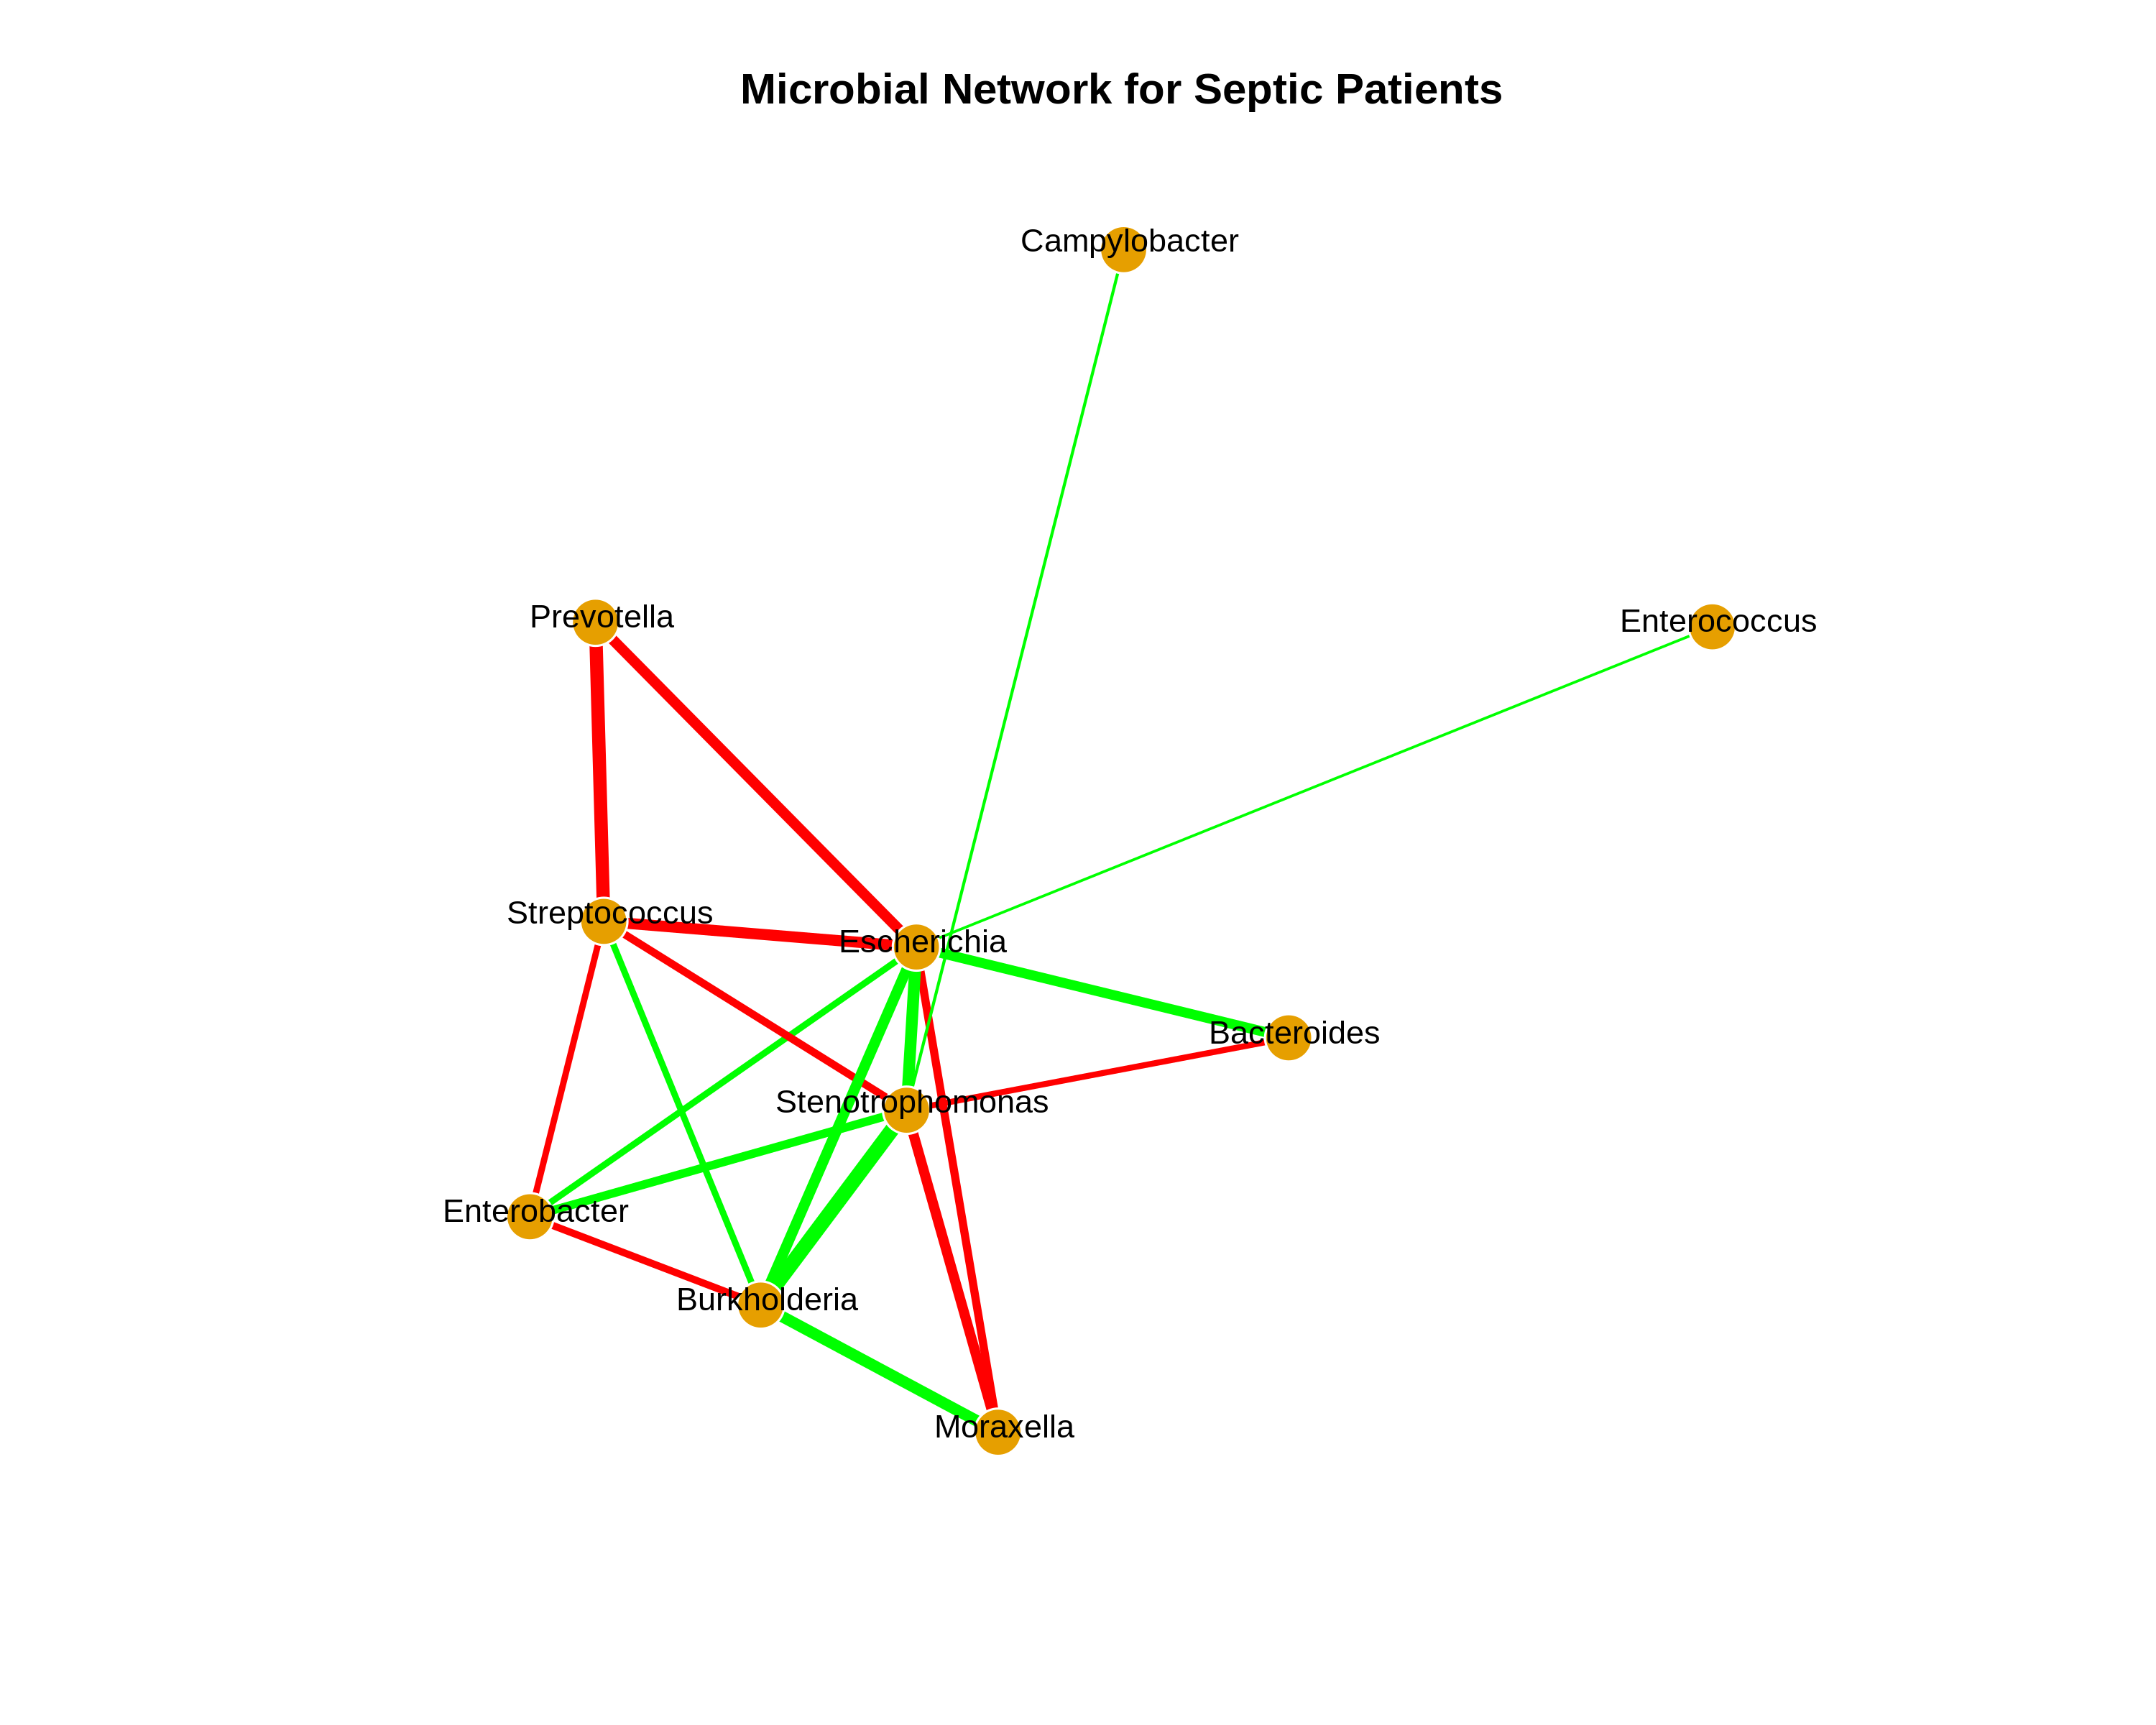 Microbial Network for Septic Patients
Campylobacter
Prevotella
Enterococcus
Streptococcus
Escherichia
Bacteroides
Stenotrophomonas
Enterobacter
Burkholderia
Moraxella